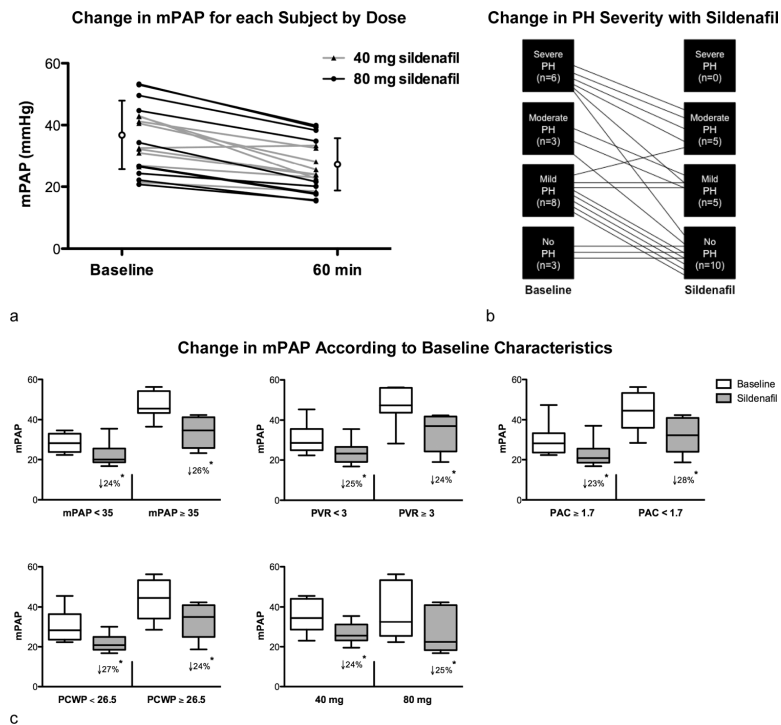 Change in mPAP for each Subject by Dose
40 mg sildenafil
80 mg sildenafil
mPAP (mmHg)
60
40
20
0
Baseline
60 min
a
Change in PH Severity with Sildenafil
Severe
PH
(n=6)
Severe
PH
(n=0)
Moderate
PH
(n=3)
Moderate
PH
(n=5)
Mild
PH
(n=8)
Mild
PH
(n=5)
No
PH
(n=3)
No
PH
(n=10)
Baseline
Sildenafil
b
Change in mPAP According to Baseline Characteristics
Baseline
Sildenafil
mPAP
60
40
20
0
↓24%*
↓26%*
mPAP < 35
mPAP ≥ 35
mPAP
60
40
20
0
↓25%*
↓24%*
PVR < 3
PVR ≥ 3
mPAP
60
40
20
0
↓23%*
↓28%*
PAC ≥ 1.7
PAC < 1.7
mPAP
60
40
20
0
↓27%*
↓24%*
PCWP < 26.5
PCWP ≥ 26.5
mPAP
60
40
20
0
↓24%*
↓25%*
40 mg
80 mg
c